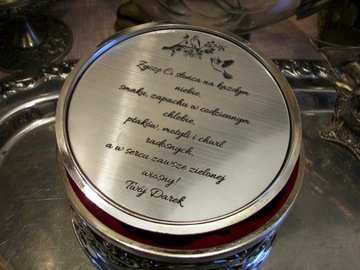 Życzę Ci słońca na każdym
niebie,
smaku, zapachu w codziennym
chlebie,
ptaków, motyli i chwil
radosnych,
a w sercu zawsze zielonej
wiosny!
Twój Darek